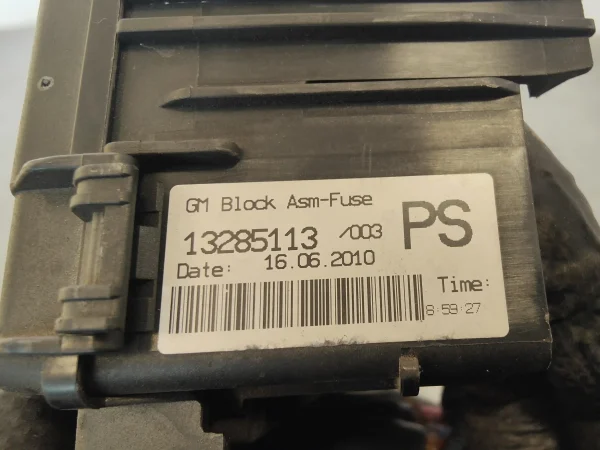 GM Block Asm-Fuse
13285113 /003 PS
Date: 16.06.2010
Time:
8:59:27